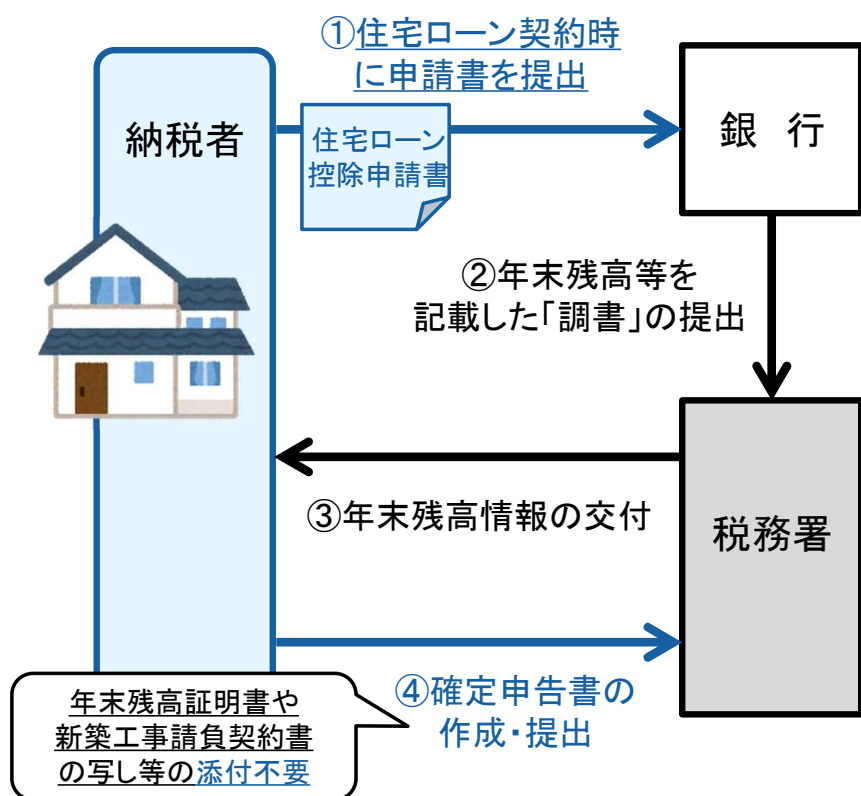 ①住宅ローン契約時
に申請書を提出
納税者
住宅ローン
控除申請書
銀 行
②年末残高等を
記載した「調書」の提出
③年末残高情報の交付
税務署
④確定申告書の
作成・提出
年末残高証明書や
新築工事請負契約書
の写し等の添付不要